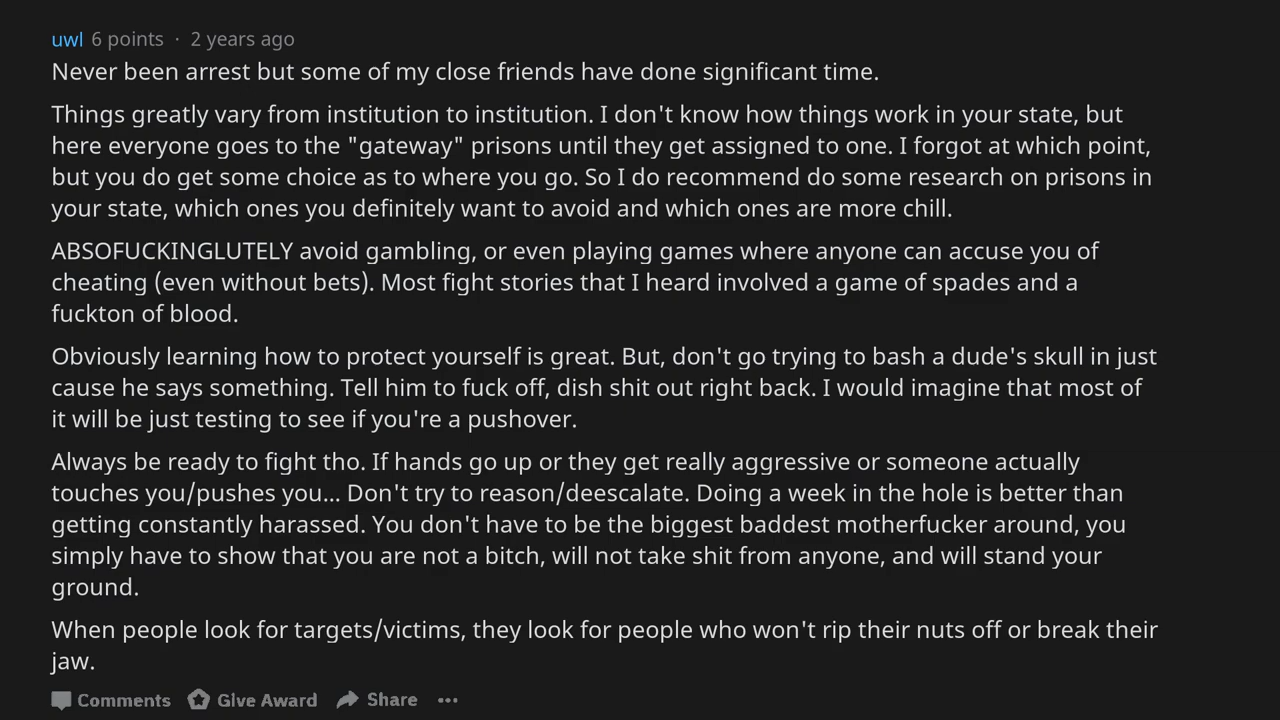 uwl 6 points · 2 years ago
Never been arrest but some of my close friends have done significant time.
Things greatly vary from institution to institution. I don't know how things work in your state, but
here everyone goes to the "gateway" prisons until they get assigned to one. I forgot at which point,
but you do get some choice as to where you go. So I do recommend do some research on prisons in
your state, which ones you definitely want to avoid and which ones are more chill.
ABSOFUCKINGLUTELY avoid gambling, or even playing games where anyone can accuse you of
cheating (even without bets). Most fight stories that I heard involved a game of spades and a
fuckton of blood.
Obviously learning how to protect yourself is great. But, don't go trying to bash a dude's skull in just
cause he says something. Tell him to fuck off, dish shit out right back. I would imagine that most of
it will be just testing to see if you're a pushover.
Always be ready to fight tho. If hands go up or they get really aggressive or someone actually
touches you/pushes you... Don't try to reason/deescalate. Doing a week in the hole is better than
getting constantly harassed. You don't have to be the biggest baddest motherfucker around, you
simply have to show that you are not a bitch, will not take shit from anyone, and will stand your
ground.
When people look for targets/victims, they look for people who won't rip their nuts off or break their
jaw.
Comments Give Award Share ...